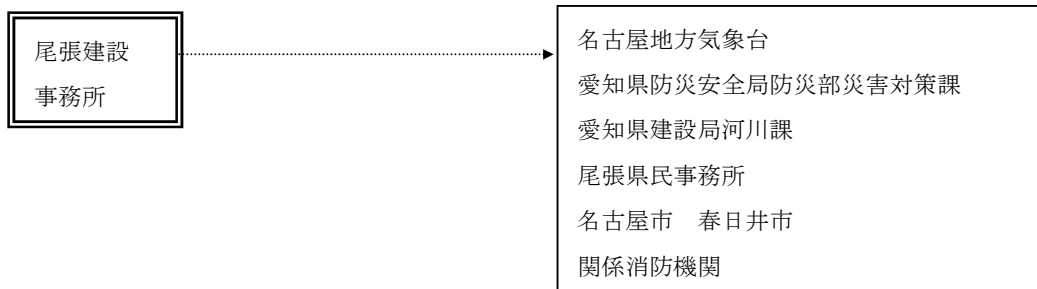 尾張建設
事務所
名古屋地方気象台
愛知県防災安全局防災部災害対策課
愛知県建設局河川課
尾張県民事務所
名古屋市　春日井市
関係消防機関